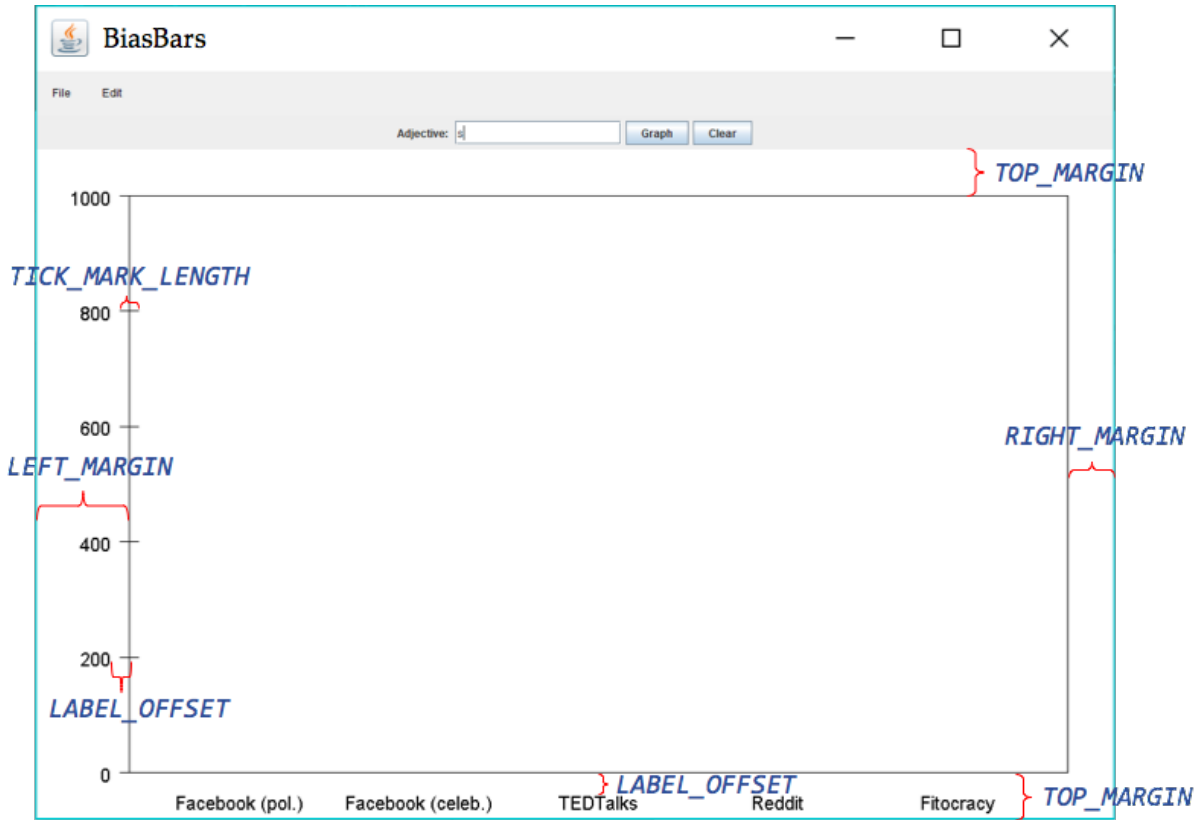 BiasBars
File Edit
Adjective: s Graph Clear
TOP_MARGIN
1000
TICK_MARK_LENGTH
800
600
RIGHT_MARGIN
LEFT_MARGIN
400
200
LABEL_OFFSET
0
LABEL_OFFSET
TOP_MARGIN
Facebook (pol.) Facebook (celeb.) TEDTalks Reddit Fitocracy